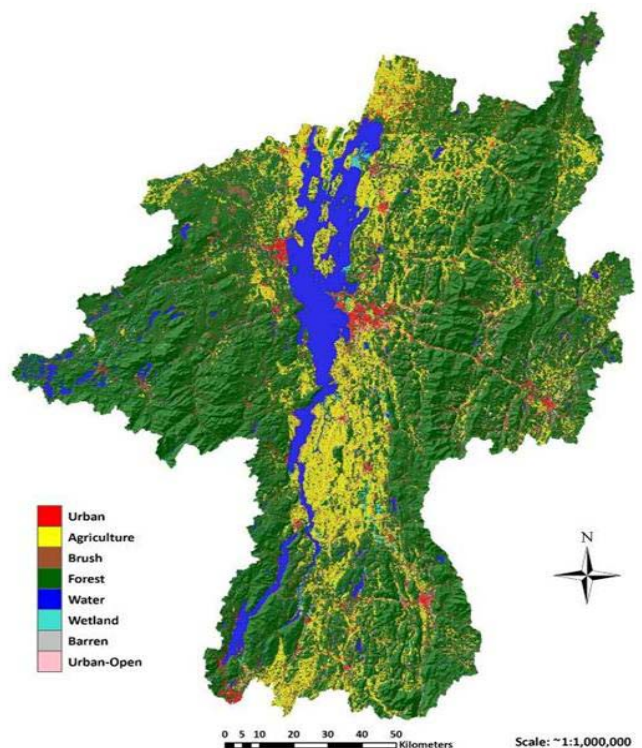 Urban
Agriculture
Brush
Forest
Water
Wetland
Barren
Urban-Open
N
0 5 10 20 30 40 50
Kilometers
Scale: ~1:1,000,000